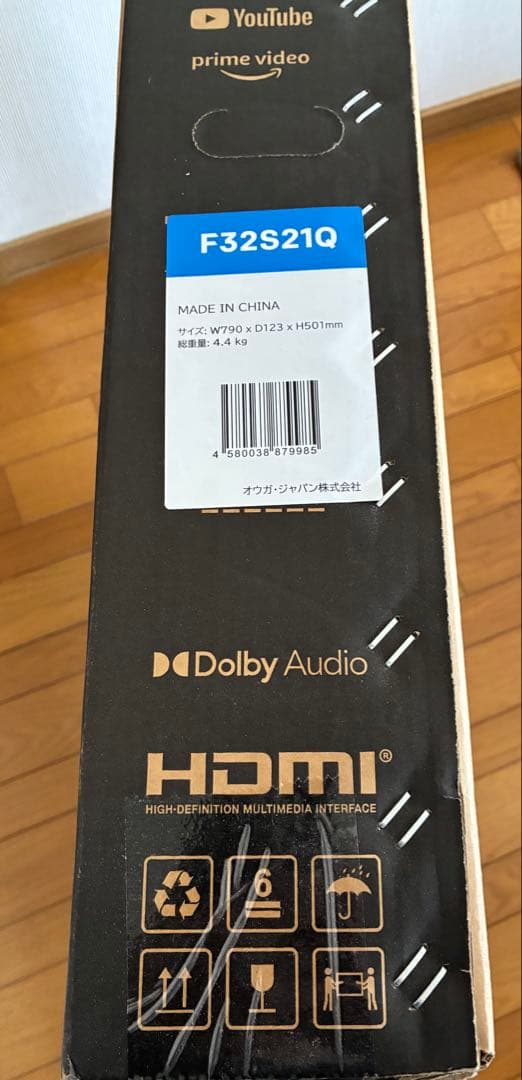 YouTube
prime video
F32S21Q
MADE IN CHINA
サイズ: W790 x D123 x H501mm
総重量: 4.4 kg
4 580038 879985
オウガ・ジャパン株式会社
Dolby Audio
HDMI®
HIGH-DEFINITION MULTIMEDIA INTERFACE
6